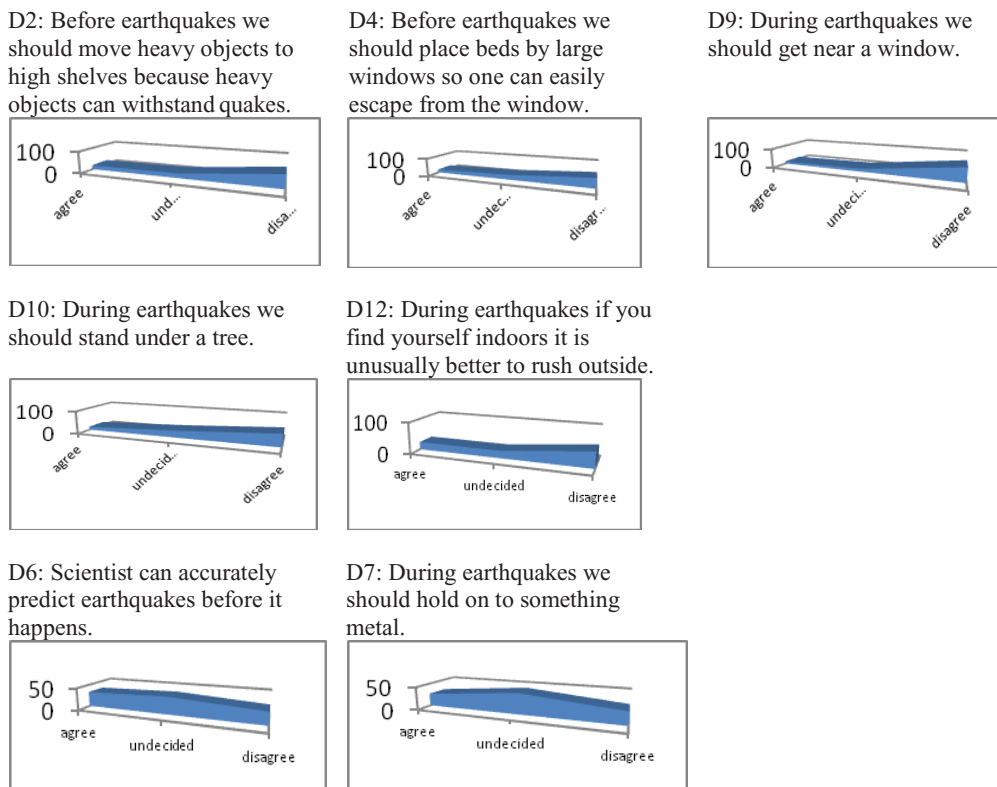 D2: Before earthquakes we
should move heavy objects to
high shelves because heavy
objects can withstand quakes.
100
0
agree
und...
disa...
D4: Before earthquakes we
should place beds by large
windows so one can easily
escape from the window.
100
0
agree
undec...
disagr...
D9: During earthquakes we
should get near a window.
100
0
agree
undeci...
disagree
D10: During earthquakes we
should stand under a tree.
100
0
agree
undecid...
disagree
D12: During earthquakes if you
find yourself indoors it is
unusually better to rush outside.
100
0
agree
undecided
disagree
D6: Scientist can accurately
predict earthquakes before it
happens.
50
0
agree
undecided
disagree
D7: During earthquakes we
should hold on to something
metal.
50
0
agree
undecided
disagree